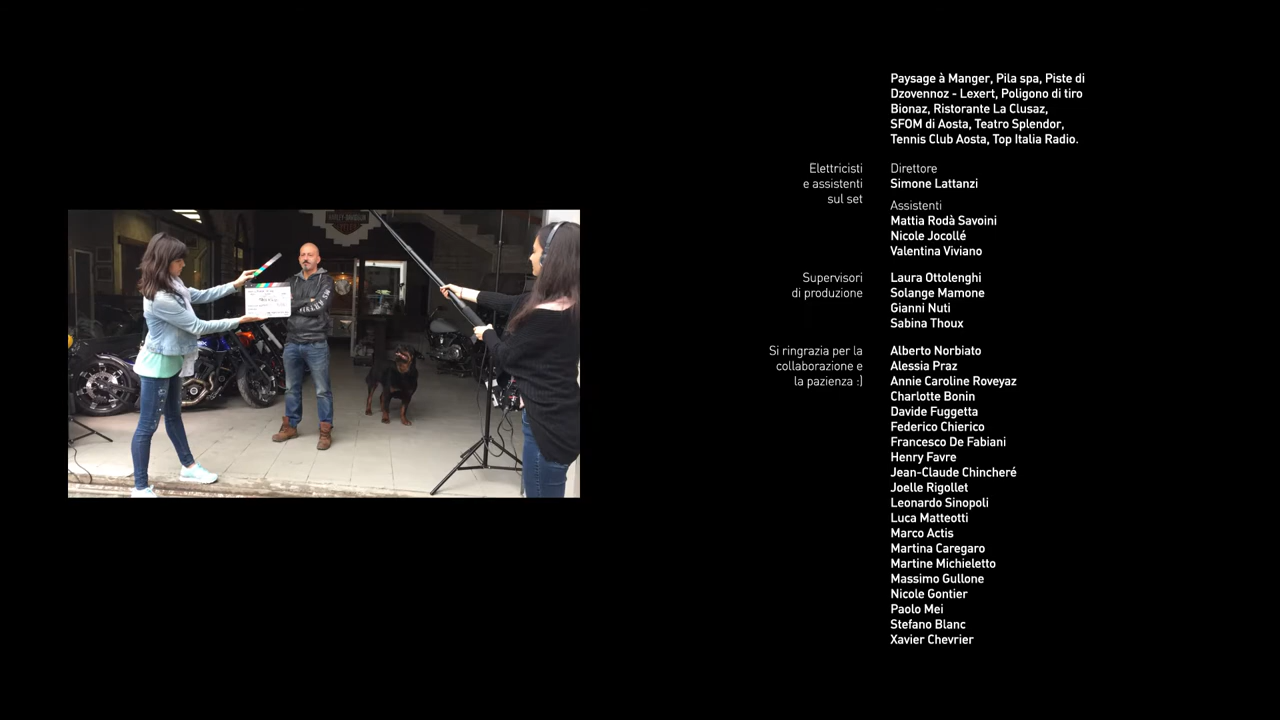 Paysage à Manger, Pila spa, Piste di
Dzovennoz - Lexert, Poligono di tiro
Bionaz, Ristorante La Clusaz,
SFOM di Aosta, Teatro Splendor,
Tennis Club Aosta, Top Italia Radio.
Elettricisti
e assistenti
sul set
Direttore
Simone Lattanzi
Assistenti
Mattia Rodà Savoini
Nicole Jocollé
Valentina Viviano
Supervisori
di produzione
Laura Ottolenghi
Solange Mamone
Gianni Nuti
Sabina Thoux
Si ringrazia per la
collaborazione e
la pazienza :)
Alberto Norbiato
Alessia Praz
Annie Caroline Roveyaz
Charlotte Bonin
Davide Fuggetta
Federico Chierico
Francesco De Fabiani
Henry Favre
Jean-Claude Chincheré
Joelle Rigollet
Leonardo Sinopoli
Luca Matteotti
Marco Actis
Martina Caregaro
Martine Michieletto
Massimo Gullone
Nicole Gontier
Paolo Mei
Stefano Blanc
Xavier Chevrier
HARLEY-DAVIDSON